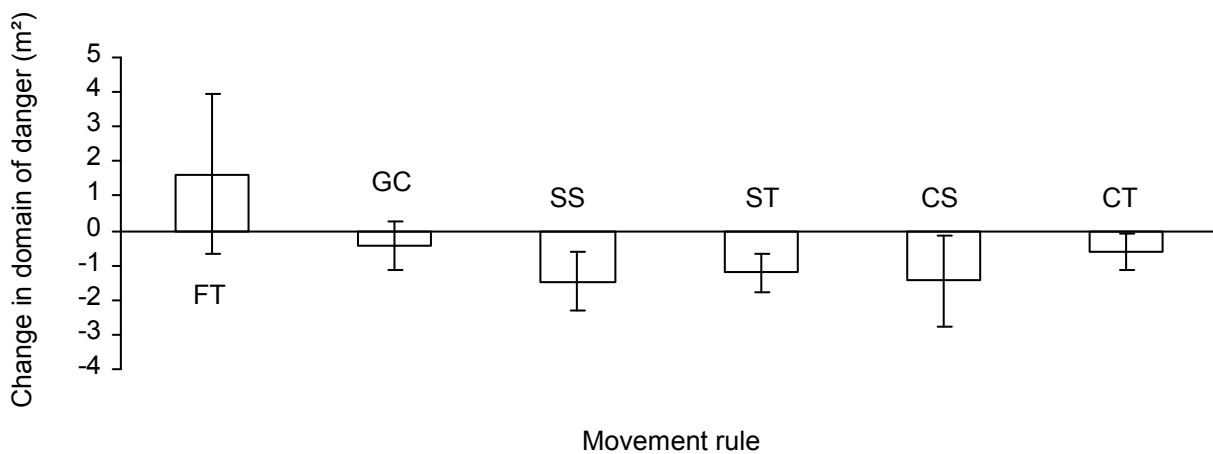 Change in domain of danger (m²)
5
4
3
2
1
0
-1
-2
-3
-4
FT
GC
SS
ST
CS
CT
Movement rule